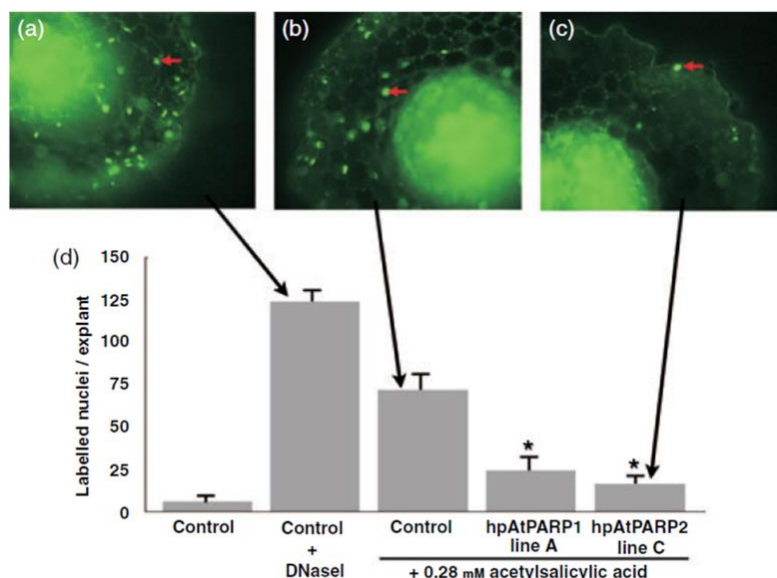 (a)
(b)
(c)
(d)
Labelled nuclei / explant
150
125
100
75
50
25
0
*
*
Control
Control
+
DNaseI
Control
hpAtPARP1
line A
hpAtPARP2
line C
+ 0.28 mM acetylsalicylic acid